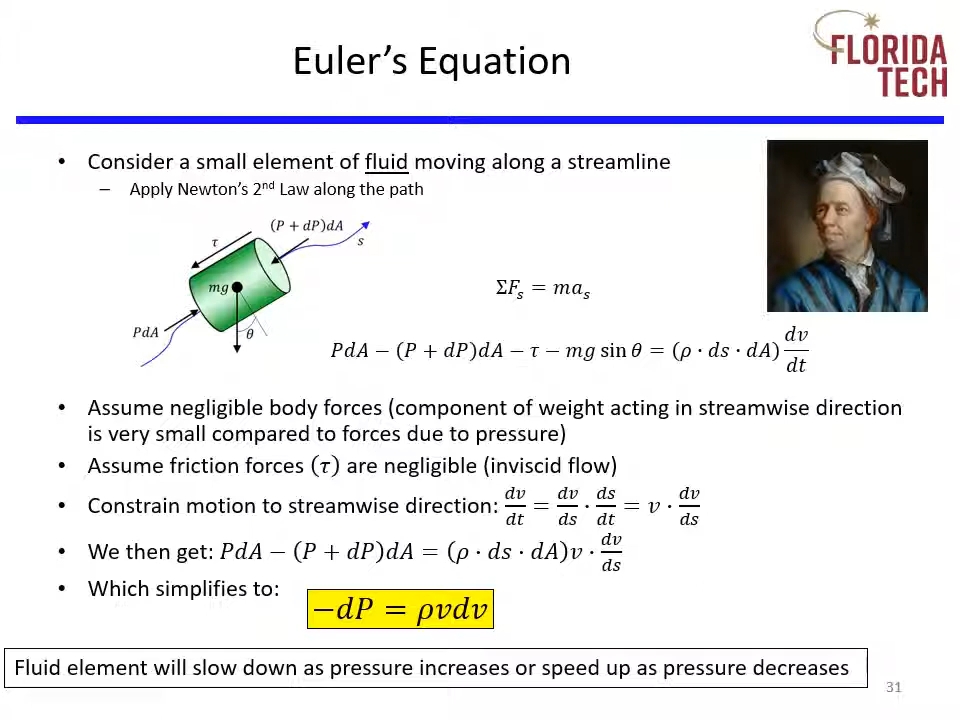 Euler's Equation
FLORIDA
TECH
• Consider a small element of fluid moving along a streamline
– Apply Newton's 2nd Law along the path
(P + dP)dA
τ
s
mg
PdA
θ
ΣFₛ = maₛ
PdA − (P + dP)dA − τ − mg sin θ = (ρ · ds · dA) dv/dt
• Assume negligible body forces (component of weight acting in streamwise direction
is very small compared to forces due to pressure)
• Assume friction forces (τ) are negligible (inviscid flow)
• Constrain motion to streamwise direction: dv/dt = dv/ds · ds/dt = v · dv/ds
• We then get: PdA − (P + dP)dA = (ρ · ds · dA)v · dv/ds
• Which simplifies to:
−dP = ρvdv
Fluid element will slow down as pressure increases or speed up as pressure decreases
31